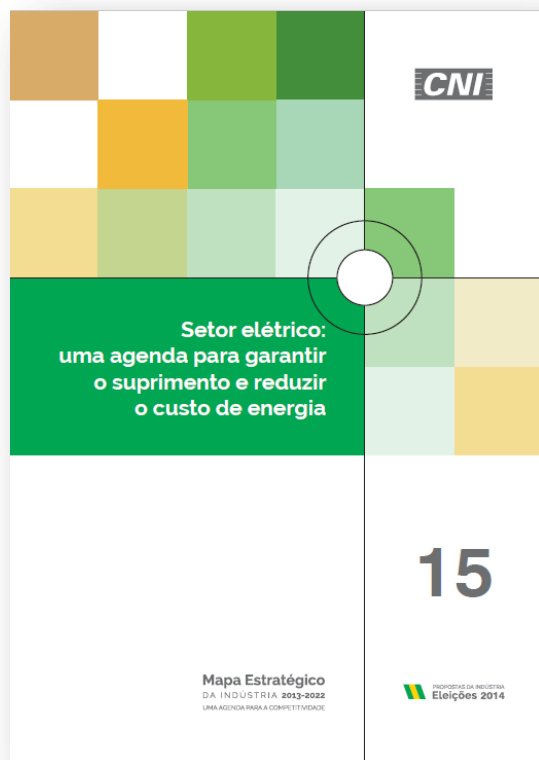 CNI
Setor elétrico:
uma agenda para garantir
o suprimento e reduzir
o custo de energia
15
Mapa Estratégico
DA INDÚSTRIA 2013-2022
UMA AGENDA PARA A COMPETITIVIDADE
PROPOSTAS DA INDÚSTRIA
Eleições 2014